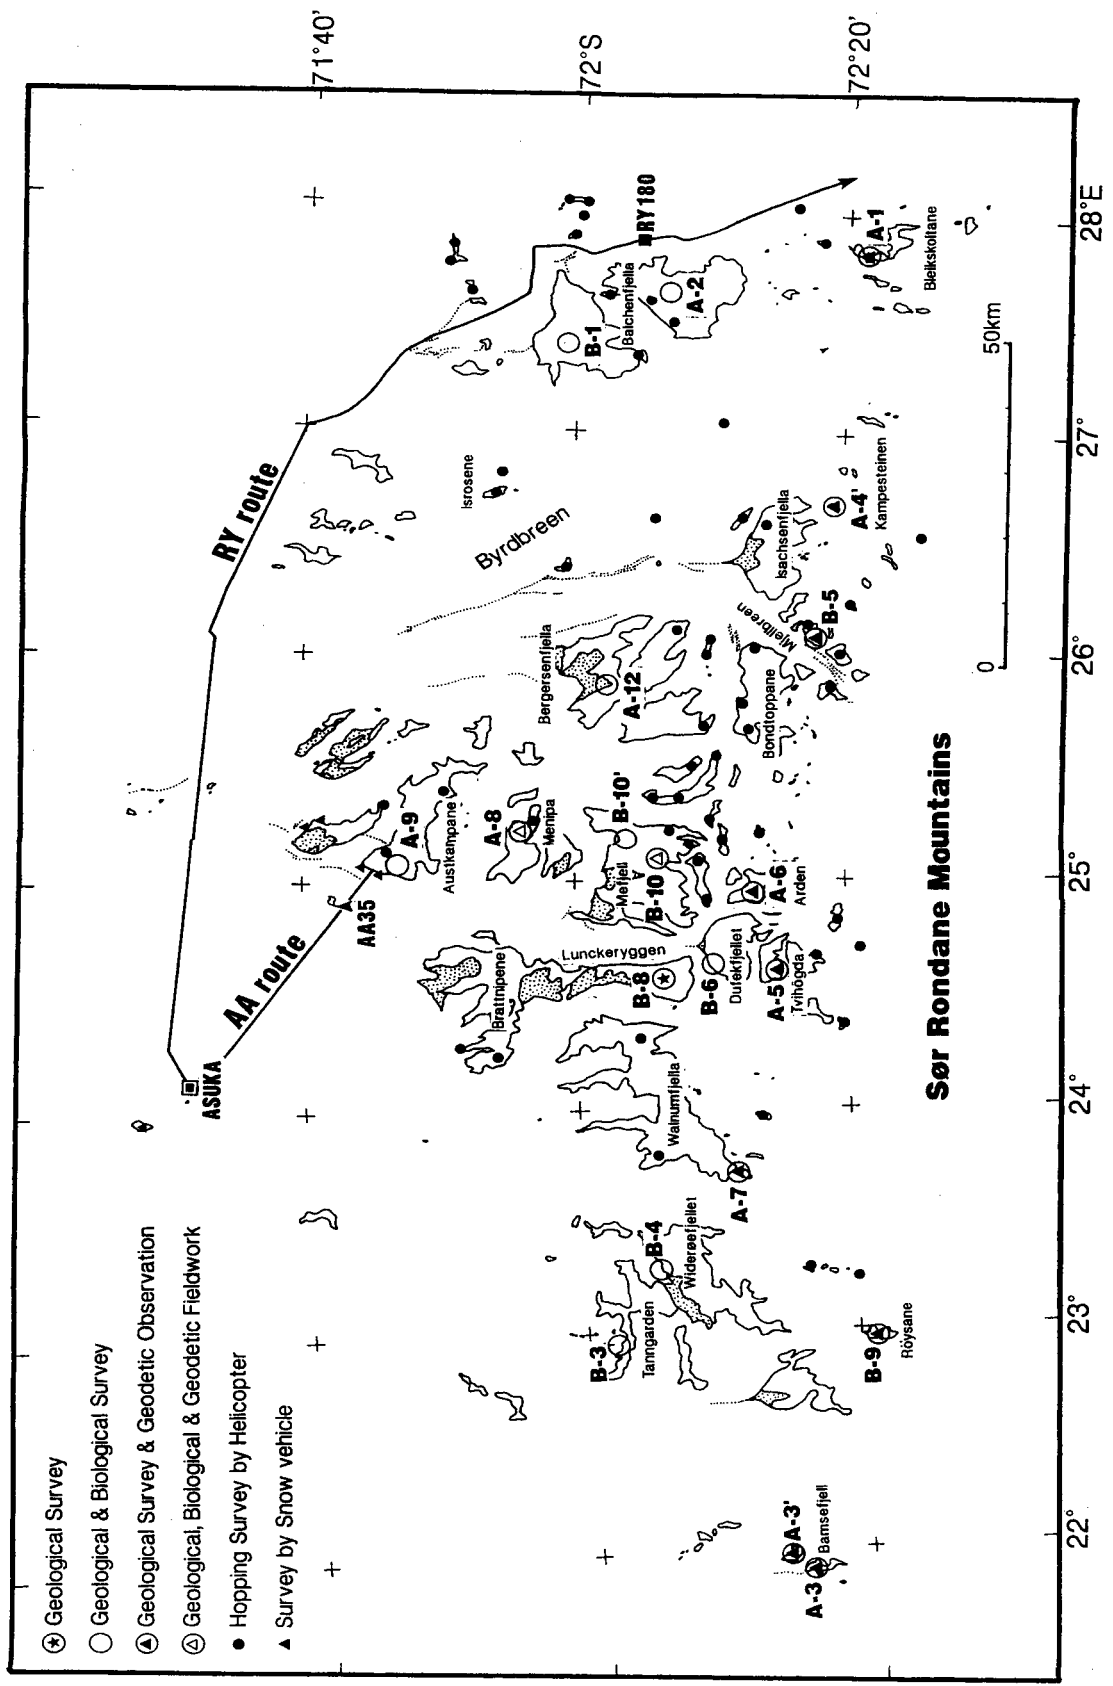 Geological Survey
Geological & Biological Survey
Geological Survey & Geodetic Observation
Geological, Biological & Geodetic Fieldwork
Hopping Survey by Helicopter
Survey by Snow vehicle
71°40'
72°S
72°20'
22°
23°
24°
25°
26°
27°
28°E
ASUKA
AA route
AA35
RY route
RY180
Byrdbreen
Isrosene
Balchenfjella
B-1
A-2
A-1
Bleikskoltane
A-4'
Kampesteinen
Isachsenfjella
Mjellbreen
B-5
Bergersenfjella
A-12
Bondtoppane
A-9
Austkampane
A-8
Menipa
B-10'
Mefjell
B-10
A-6
Arden
Brattnipene
Lunckeryggen
B-8
B-6
Dufekfjellet
A-5
Tvihögda
Walnumfjella
A-7
B-4
Widerøefjellet
B-3
Tanngarden
B-9
Röysane
A-3'
A-3
Bamsefjell
0
50km
Sør Rondane Mountains